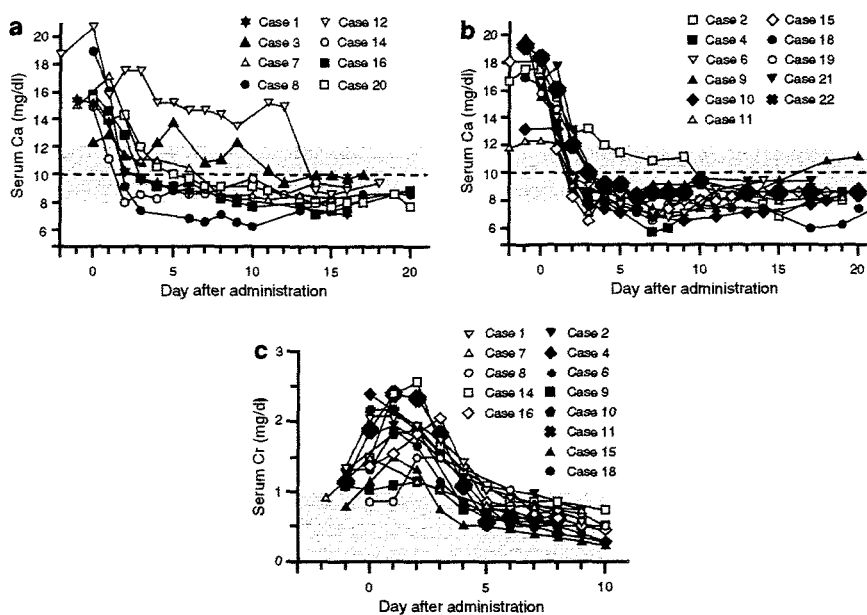 a
Serum Ca (mg/dl)
20
18
16
14
12
10
8
6
0
5
10
15
20
Day after administration
Case 1
Case 3
Case 7
Case 8
Case 12
Case 14
Case 16
Case 20
b
Serum Ca (mg/dl)
20
18
16
14
12
10
8
6
0
5
10
15
20
Day after administration
Case 2
Case 4
Case 6
Case 9
Case 10
Case 11
Case 15
Case 18
Case 19
Case 21
Case 22
c
Serum Cr (mg/dl)
3
2
1
0
0
5
10
Day after administration
Case 1
Case 7
Case 8
Case 14
Case 16
Case 2
Case 4
Case 6
Case 9
Case 10
Case 11
Case 15
Case 18